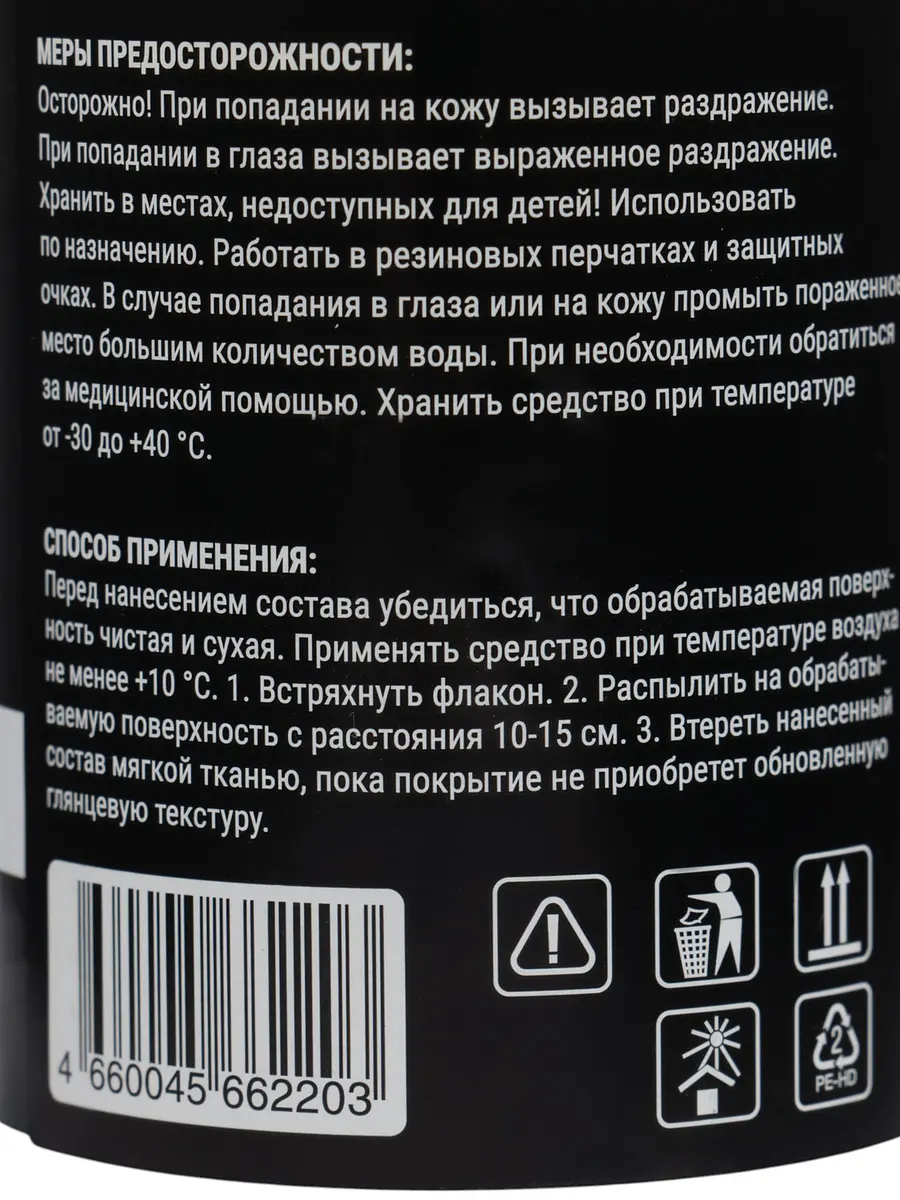 МЕРЫ ПРЕДОСТОРОЖНОСТИ:
Осторожно! При попадании на кожу вызывает раздражение.
При попадании в глаза вызывает выраженное раздражение.
Хранить в местах, недоступных для детей! Использовать
по назначению. Работать в резиновых перчатках и защитных
очках. В случае попадания в глаза или на кожу промыть пораженное
место большим количеством воды. При необходимости обратиться
за медицинской помощью. Хранить средство при температуре
от -30 до +40 °С.
СПОСОБ ПРИМЕНЕНИЯ:
Перед нанесением состава убедиться, что обрабатываемая поверх-
ность чистая и сухая. Применять средство при температуре воздуха
не менее +10 °С. 1. Встряхнуть флакон. 2. Распылить на обрабаты-
ваемую поверхность с расстояния 10-15 см. 3. Втереть нанесенный
состав мягкой тканью, пока покрытие не приобретет обновленную
глянцевую текстуру.
4 660045 662203
2
PE-HD